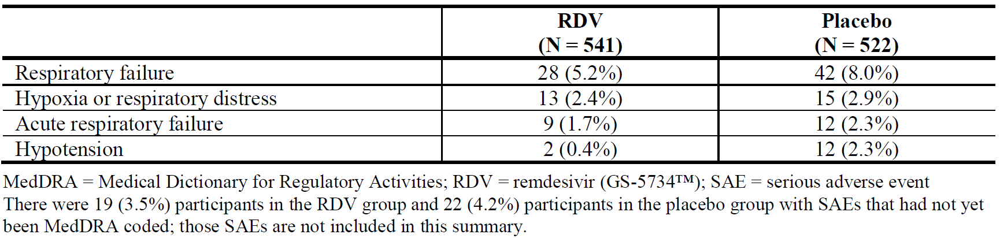 RDV Placebo
(N = 541) (N = 522)
Respiratory failure 28 (5.2%) 42 (8.0%)
Hypoxia or respiratory distress 13 (2.4%) 15 (2.9%)
Acute respiratory failure 9 (1.7%) 12 (2.3%)
Hypotension 2 (0.4%) 12 (2.3%)
MedDRA = Medical Dictionary for Regulatory Activities; RDV = remdesivir (GS-5734™); SAE = serious adverse event
There were 19 (3.5%) participants in the RDV group and 22 (4.2%) participants in the placebo group with SAEs that had not yet
been MedDRA coded; those SAEs are not included in this summary.